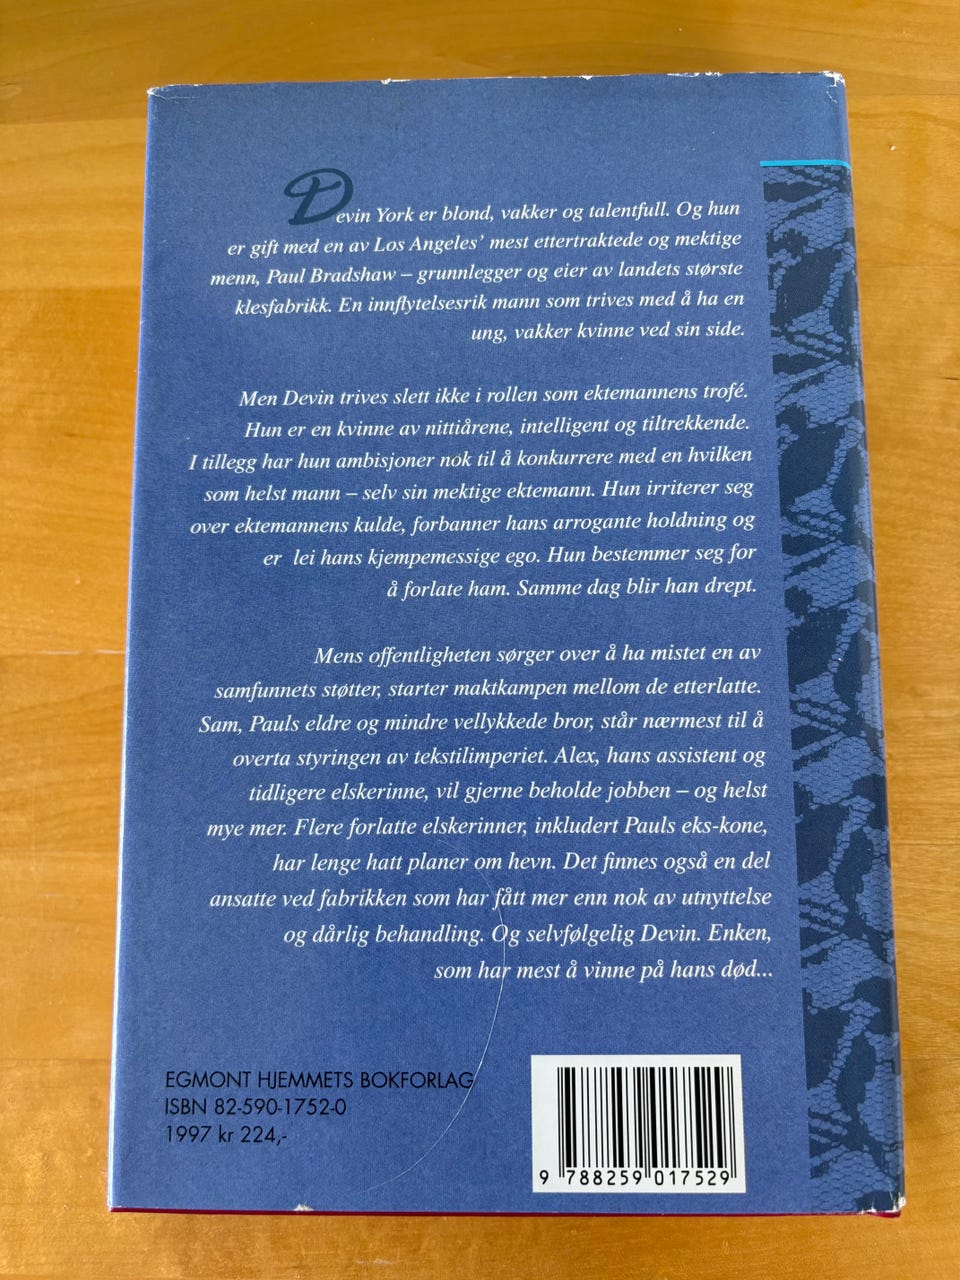 Devin York er blond, vakker og talentfull. Og hun
er gift med en av Los Angeles' mest ettertraktede og mektige
menn, Paul Bradshaw – grunnlegger og eier av landets største
klesfabrikk. En innflytelsesrik mann som trives med å ha en
ung, vakker kvinne ved sin side.
Men Devin trives slett ikke i rollen som ektemannens trofé.
Hun er en kvinne av nittiårene, intelligent og tiltrekkende.
I tillegg har hun ambisjoner nok til å konkurrere med en hvilken
som helst mann – selv sin mektige ektemann. Hun irriterer seg
over ektemannens kulde, forbanner hans arrogante holdning og
er lei hans kjempemessige ego. Hun bestemmer seg for
å forlate ham. Samme dag blir han drept.
Mens offentligheten sørger over å ha mistet en av
samfunnets støtter, starter maktkampen mellom de etterlatte.
Sam, Pauls eldre og mindre vellykkede bror, står nærmest til å
overta styringen av tekstilimperiet. Alex, hans assistent og
tidligere elskerinne, vil gjerne beholde jobben – og helst
mye mer. Flere forlatte elskerinner, inkludert Pauls eks-kone,
har lenge hatt planer om hevn. Det finnes også en del
ansatte ved fabrikken som har fått mer enn nok av utnyttelse
og dårlig behandling. Og selvfølgelig Devin. Enken,
som har mest å vinne på hans død...
EGMONT HJEMMETS BOKFORLAG
ISBN 82-590-1752-0
1997 kr 224,-
9 788259 017529